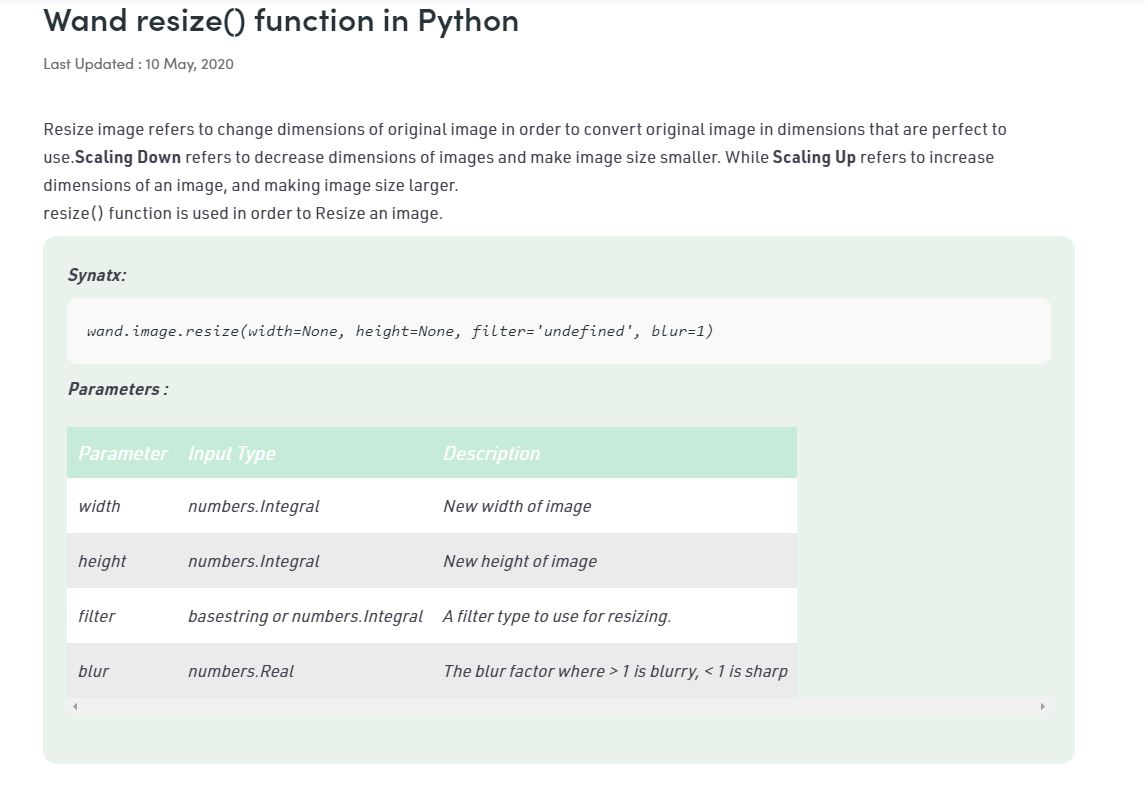 Wand resize() function in Python
Last Updated : 10 May, 2020
Resize image refers to change dimensions of original image in order to convert original image in dimensions that are perfect to
use.Scaling Down refers to decrease dimensions of images and make image size smaller. While Scaling Up refers to increase
dimensions of an image, and making image size larger.
resize() function is used in order to Resize an image.
Synatx:
wand.image.resize(width=None, height=None, filter='undefined', blur=1)
Parameters :
Parameter Input Type Description
width numbers.Integral New width of image
height numbers.Integral New height of image
filter basestring or numbers.Integral A filter type to use for resizing.
blur numbers.Real The blur factor where > 1 is blurry, < 1 is sharp